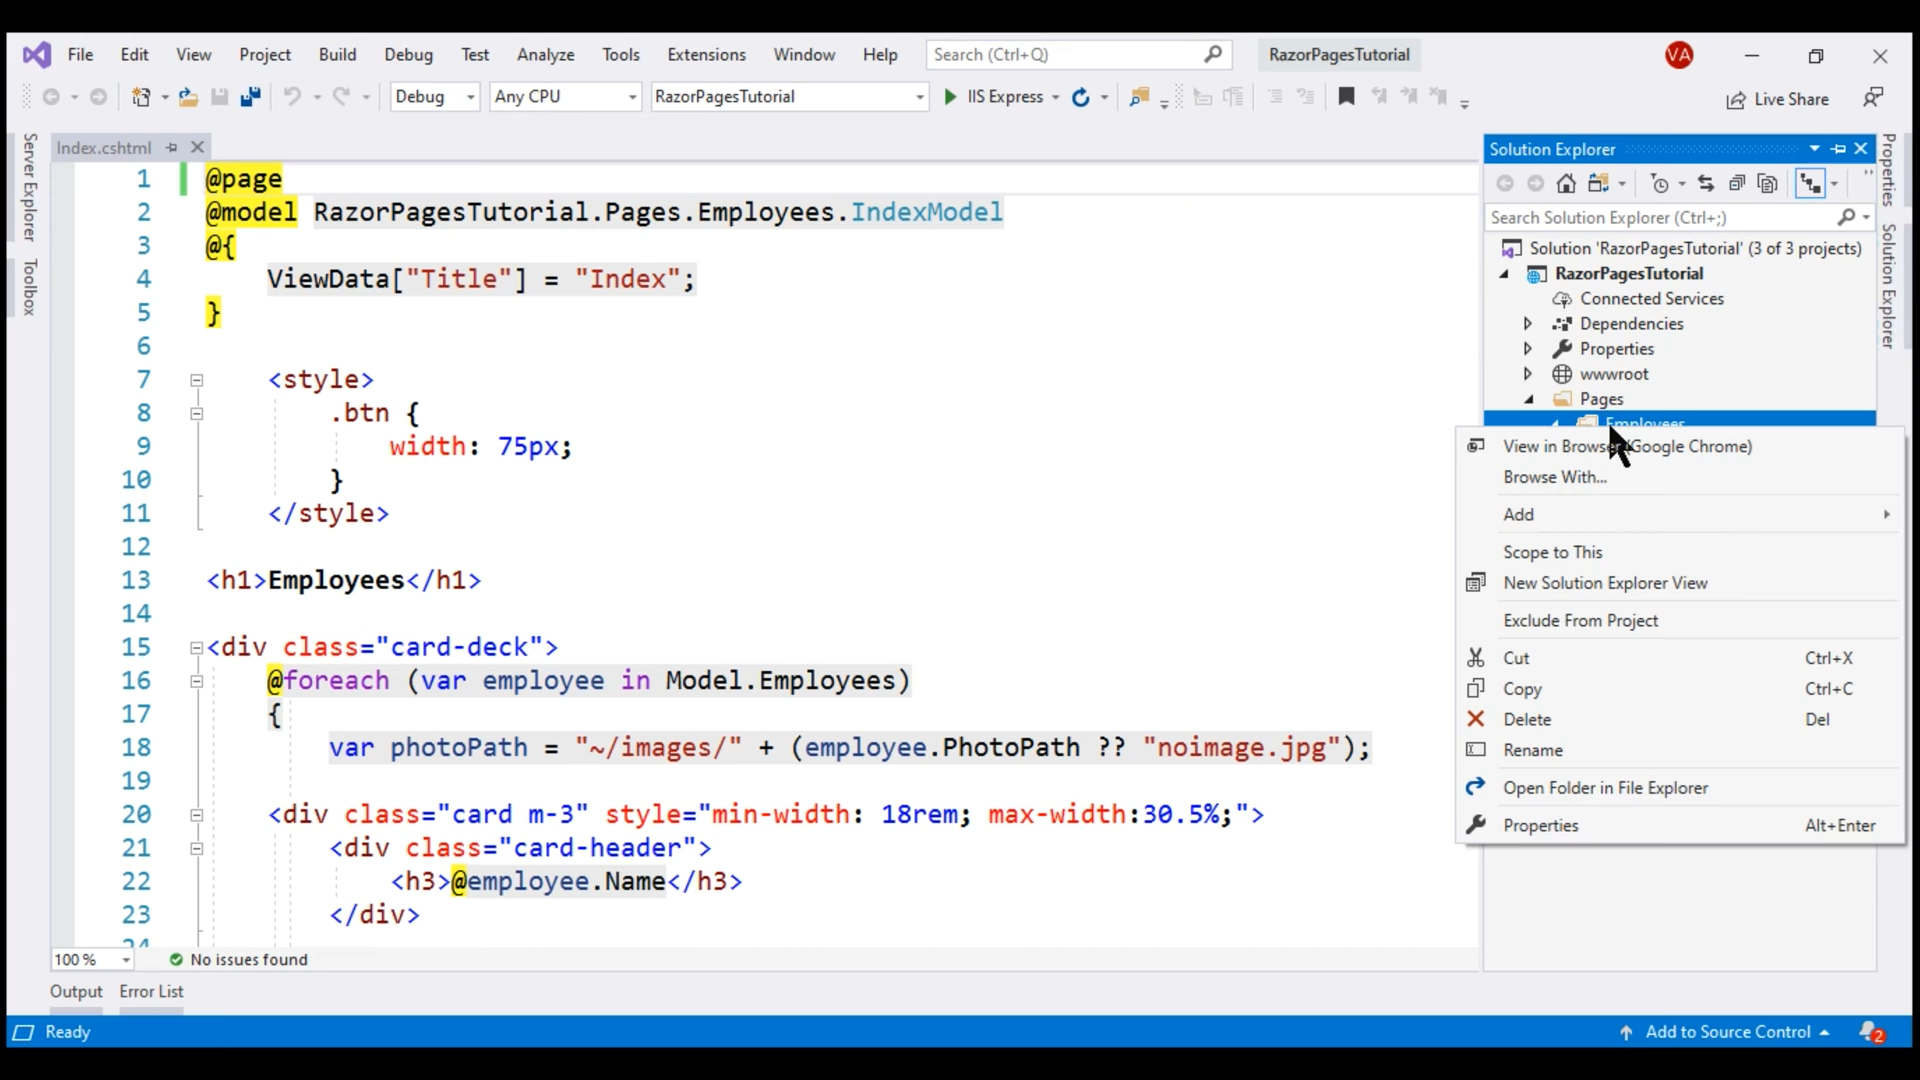 File Edit View Project Build Debug Test Analyze Tools Extensions Window Help Search (Ctrl+Q) RazorPagesTutorial VA
Debug Any CPU RazorPagesTutorial IIS Express Live Share
Server Explorer
Toolbox
Index.cshtml
1 @page
2 @model RazorPagesTutorial.Pages.Employees.IndexModel
3 @{
4 ViewData["Title"] = "Index";
5 }
6
7 <style>
8 .btn {
9 width: 75px;
10 }
11 </style>
12
13 <h1>Employees</h1>
14
15 <div class="card-deck">
16 @foreach (var employee in Model.Employees)
17 {
18 var photoPath = "~/images/" + (employee.PhotoPath ?? "noimage.jpg");
19
20 <div class="card m-3" style="min-width: 18rem; max-width:30.5%;">
21 <div class="card-header">
22 <h3>@employee.Name</h3>
23 </div>
24
100 % No issues found
Output Error List
Solution Explorer
Search Solution Explorer (Ctrl+;)
Solution 'RazorPagesTutorial' (3 of 3 projects)
RazorPagesTutorial
Connected Services
Dependencies
Properties
wwwroot
Pages
Employees
View in Browser (Google Chrome)
Browse With...
Add
Scope to This
New Solution Explorer View
Exclude From Project
Cut Ctrl+X
Copy Ctrl+C
Delete Del
Rename
Open Folder in File Explorer
Properties Alt+Enter
Properties
Solution Explorer
Ready Add to Source Control 2